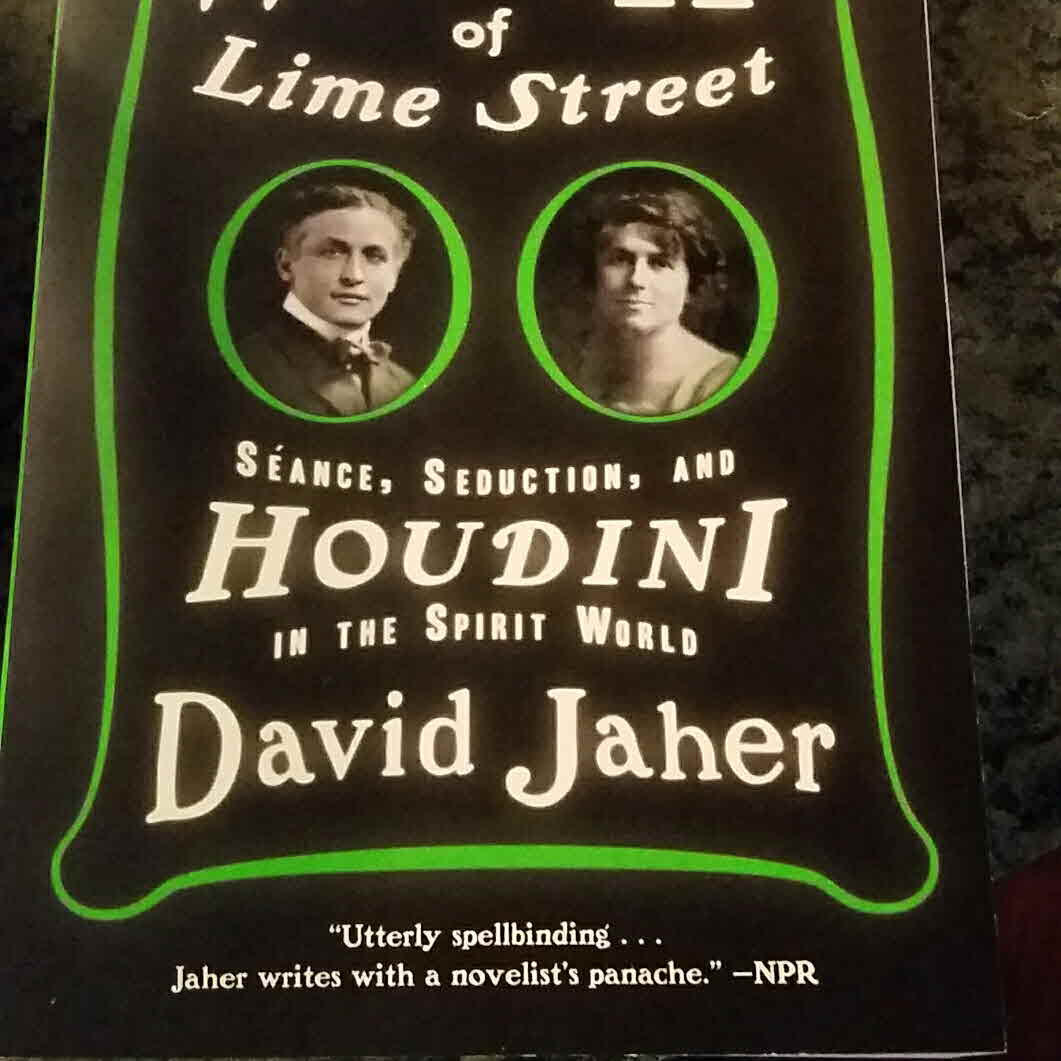 of
Lime Street
SÉANCE, SEDUCTION, AND
HOUDINI
IN THE SPIRIT WORLD
David Jaher
“Utterly spellbinding . . .
Jaher writes with a novelist’s panache.” —NPR